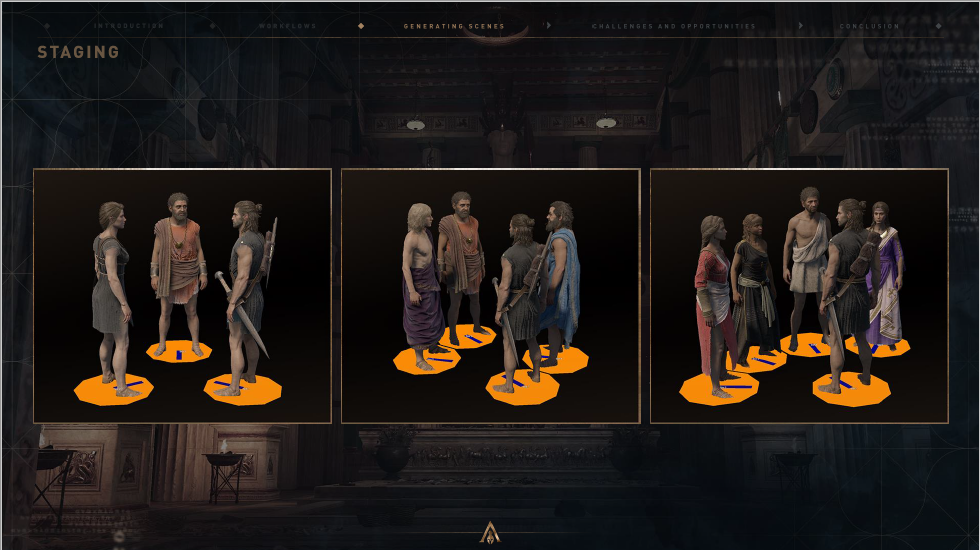 INTRODUCTION WORKFLOWS GENERATING SCENES CHALLENGES AND OPPORTUNITIES CONCLUSION
STAGING